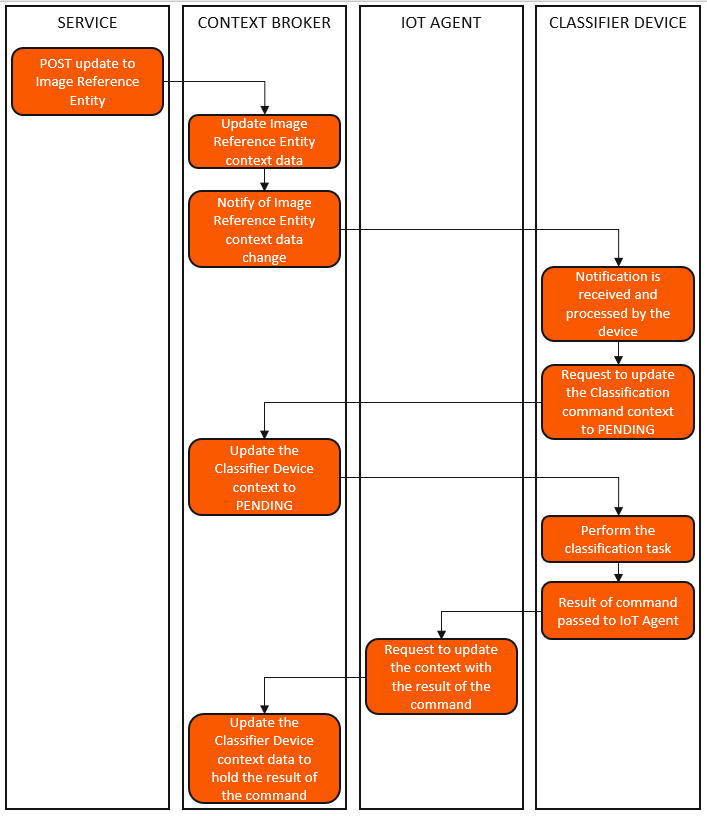 SERVICE
CONTEXT BROKER
IOT AGENT
CLASSIFIER DEVICE
POST update to
Image Reference
Entity
Update Image
Reference Entity
context data
Notify of Image
Reference Entity
context data
change
Notification is
received and
processed by the
device
Request to update
the Classification
command context
to PENDING
Update the
Classifier Device
context to
PENDING
Perform the
classification task
Result of command
passed to IoT Agent
Request to update
the context with
the result of the
command
Update the
Classifier Device
context data to
hold the result of
the command